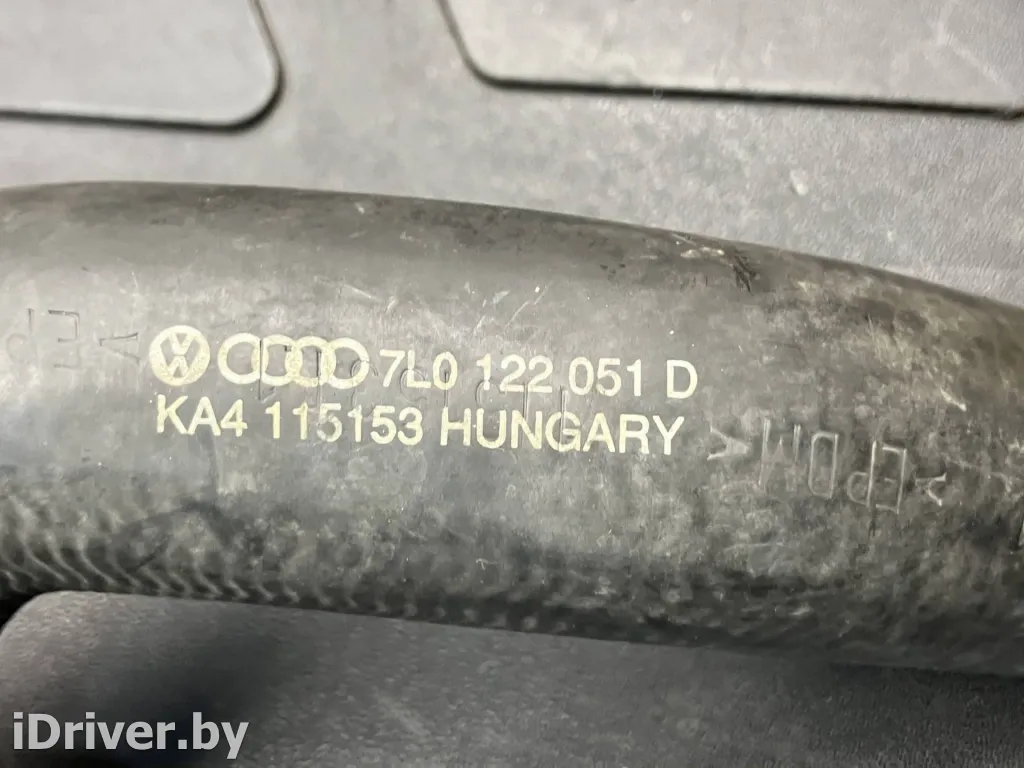 7L0 122 051 D
KA4 115153 HUNGARY
EPDM
iDriver.by